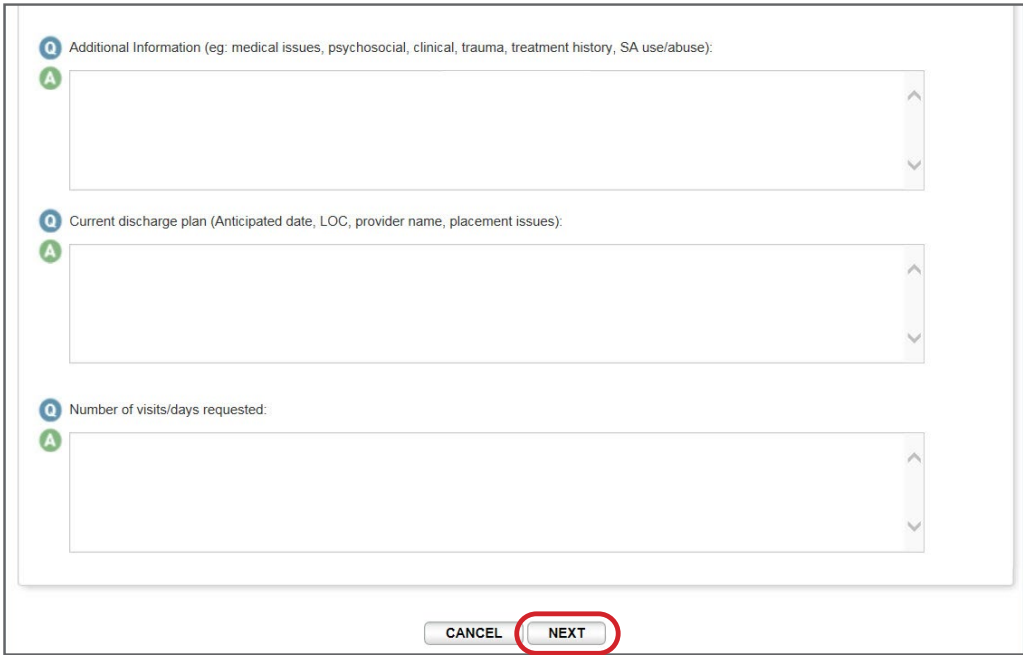 Q Additional Information (eg: medical issues, psychosocial, clinical, trauma, treatment history, SA use/abuse):
A
Q Current discharge plan (Anticipated date, LOC, provider name, placement issues):
A
Q Number of visits/days requested:
A
CANCEL NEXT